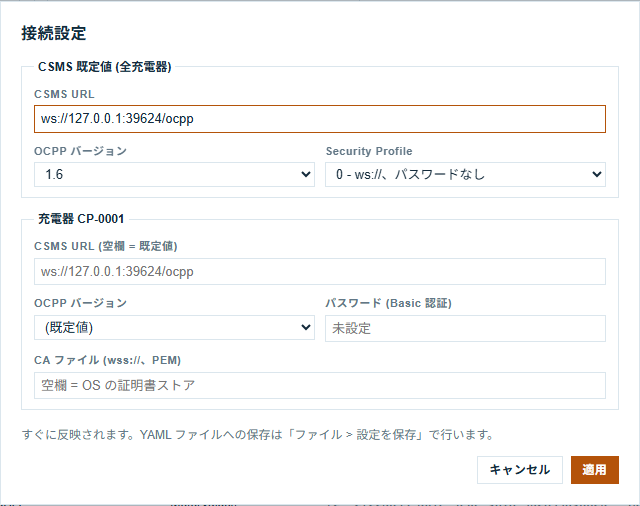 接続設定
CSMS 既定値 (全充電器)
CSMS URL
ws://127.0.0.1:39624/ocpp
OCPP バージョン
Security Profile
1.6
0 - ws://、パスワードなし
充電器 CP-0001
CSMS URL (空欄 = 既定値)
ws://127.0.0.1:39624/ocpp
OCPP バージョン
パスワード (Basic 認証)
(既定値)
未設定
CA ファイル (wss://、PEM)
空欄 = OS の証明書ストア
すぐに反映されます。YAML ファイルへの保存は「ファイル > 設定を保存」で行います。
キャンセル
適用